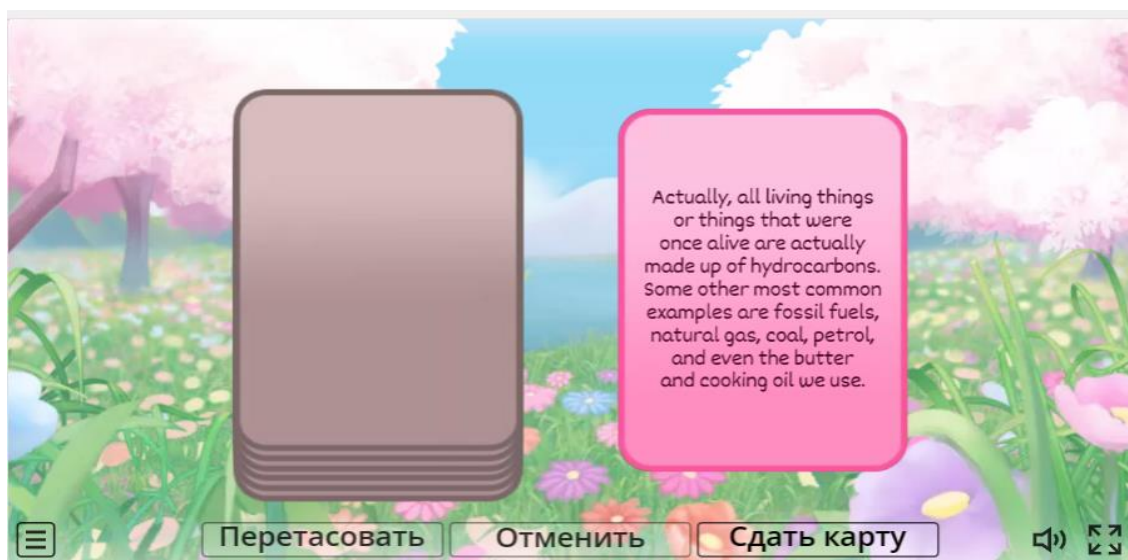 Actually, all living things
or things that were
once alive are actually
made up of hydrocarbons.
Some other most common
examples are fossil fuels,
natural gas, coal, petrol,
and even the butter
and cooking oil we use.
Перетасовать
Отменить
Сдать карту